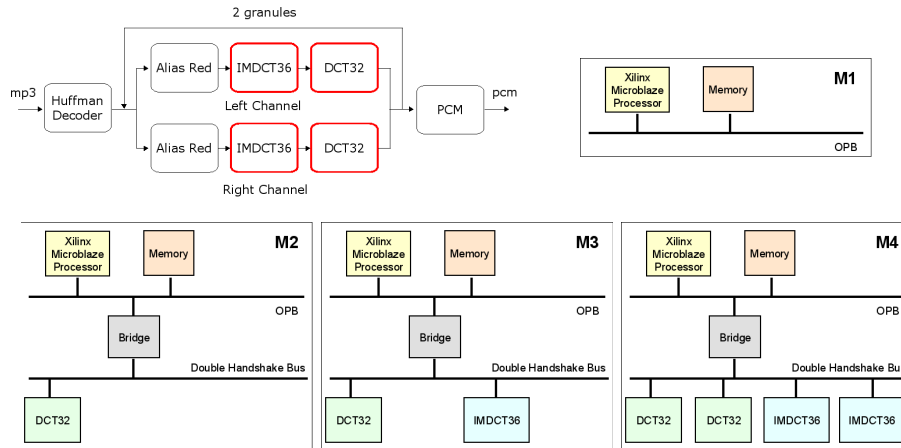 2 granules
mp3
Huffman
Decoder
Alias Red
IMDCT36
DCT32
Left Channel
Alias Red
IMDCT36
DCT32
Right Channel
PCM
pcm
M1
Xilinx
Microblaze
Processor
Memory
OPB
M2
Xilinx
Microblaze
Processor
Memory
OPB
Bridge
Double Handshake Bus
DCT32
M3
Xilinx
Microblaze
Processor
Memory
OPB
Bridge
Double Handshake Bus
DCT32
IMDCT36
M4
Xilinx
Microblaze
Processor
Memory
OPB
Bridge
Double Handshake Bus
DCT32
DCT32
IMDCT36
IMDCT36